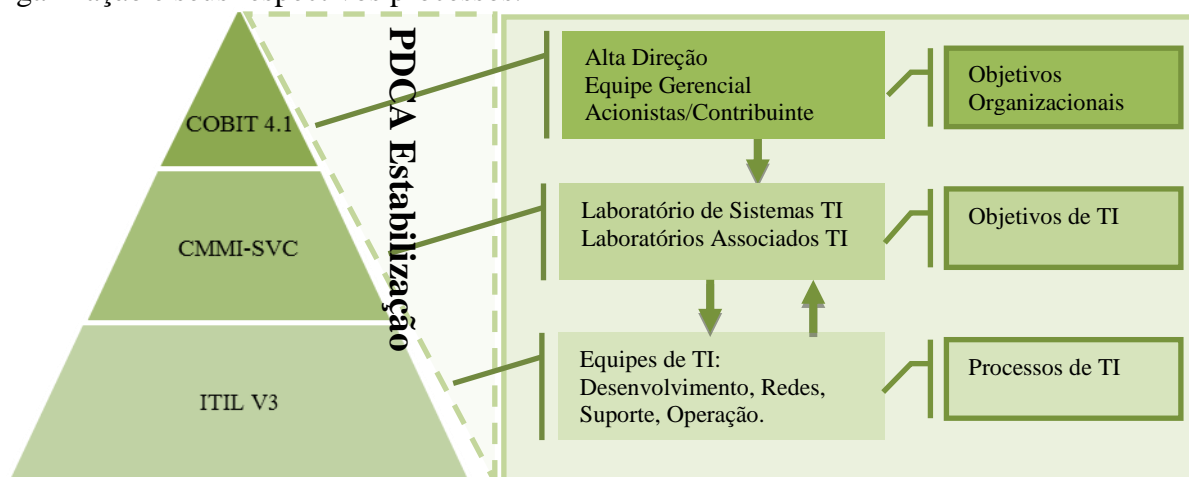 COBIT 4.1
CMMI-SVC
ITIL V3
PDCA Estabilização
Alta Direção
Equipe Gerencial
Acionistas/Contribuinte
Objetivos
Organizacionais
Laboratório de Sistemas TI
Laboratórios Associados TI
Objetivos de TI
Equipes de TI:
Desenvolvimento, Redes,
Suporte, Operação.
Processos de TI